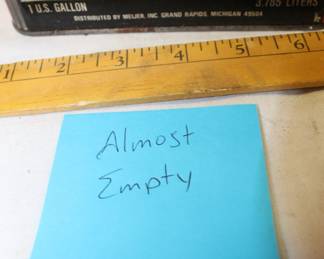 1 U.S. GALLON
3.785 LITERS
DISTRIBUTED BY MEIJER, INC GRAND RAPIDS, MICHIGAN 49504
1 2 3 4 5 6
Almost
Empty